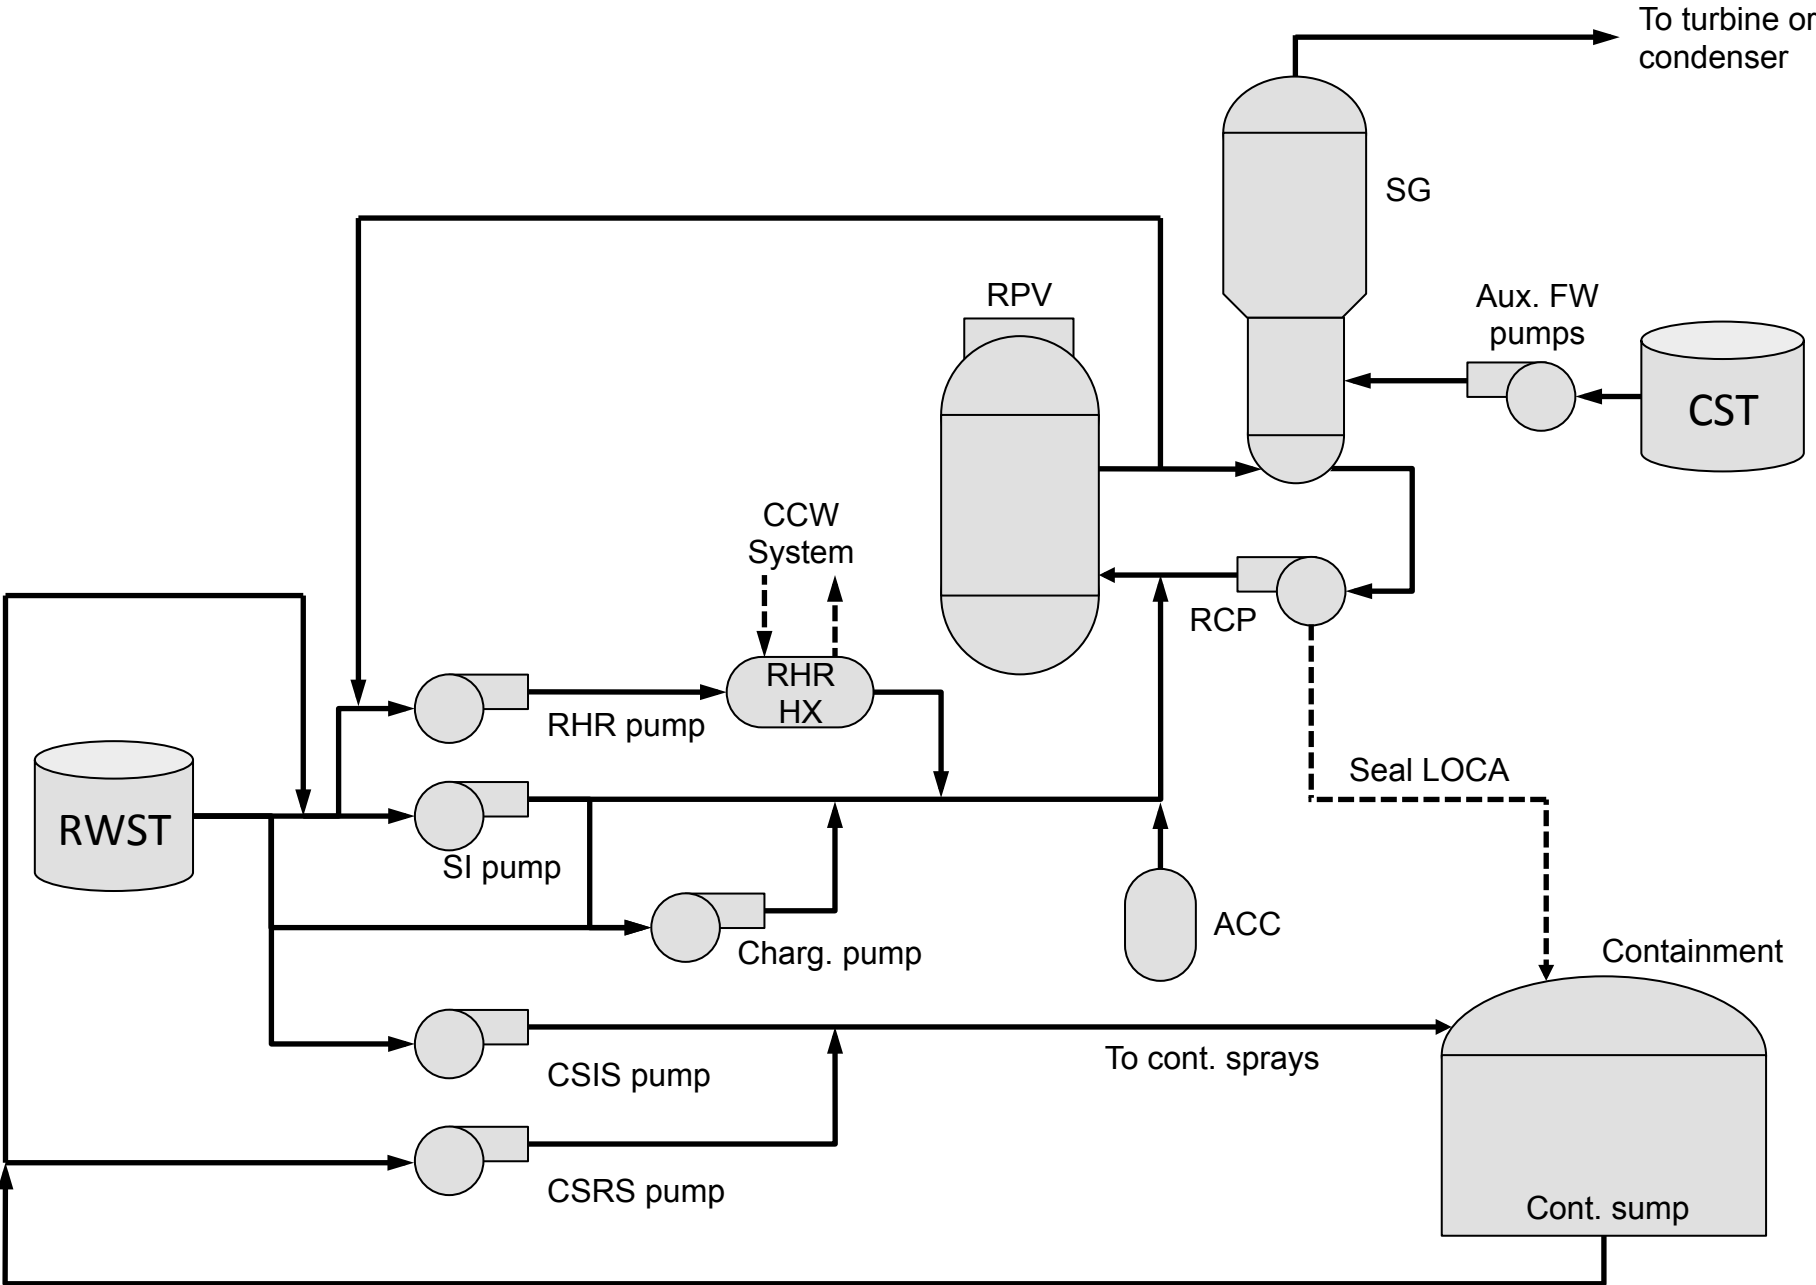 To turbine or
condenser
SG
RPV
Aux. FW
pumps
CST
CCW
System
RCP
RHR
HX
RHR pump
Seal LOCA
RWST
SI pump
ACC
Charg. pump
Containment
To cont. sprays
CSIS pump
CSRS pump
Cont. sump